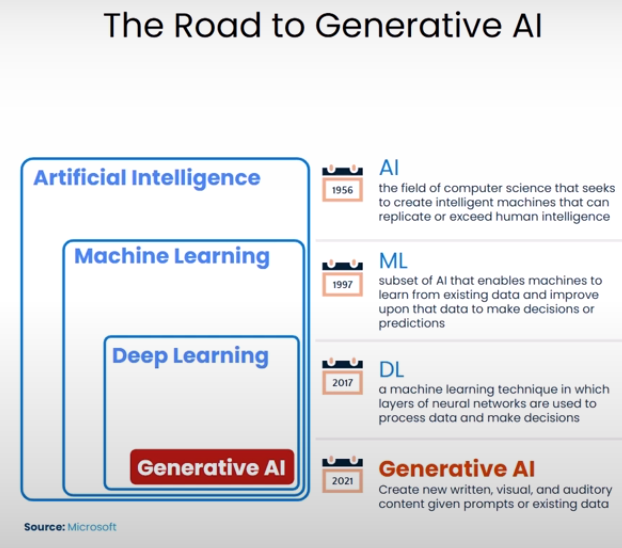 The Road to Generative AI
Artificial Intelligence
Machine Learning
Deep Learning
Generative AI
1956
AI
the field of computer science that seeks
to create intelligent machines that can
replicate or exceed human intelligence
1997
ML
subset of AI that enables machines to
learn from existing data and improve
upon that data to make decisions or
predictions
2017
DL
a machine learning technique in which
layers of neural networks are used to
process data and make decisions
2021
Generative AI
Create new written, visual, and auditory
content given prompts or existing data
Source: Microsoft